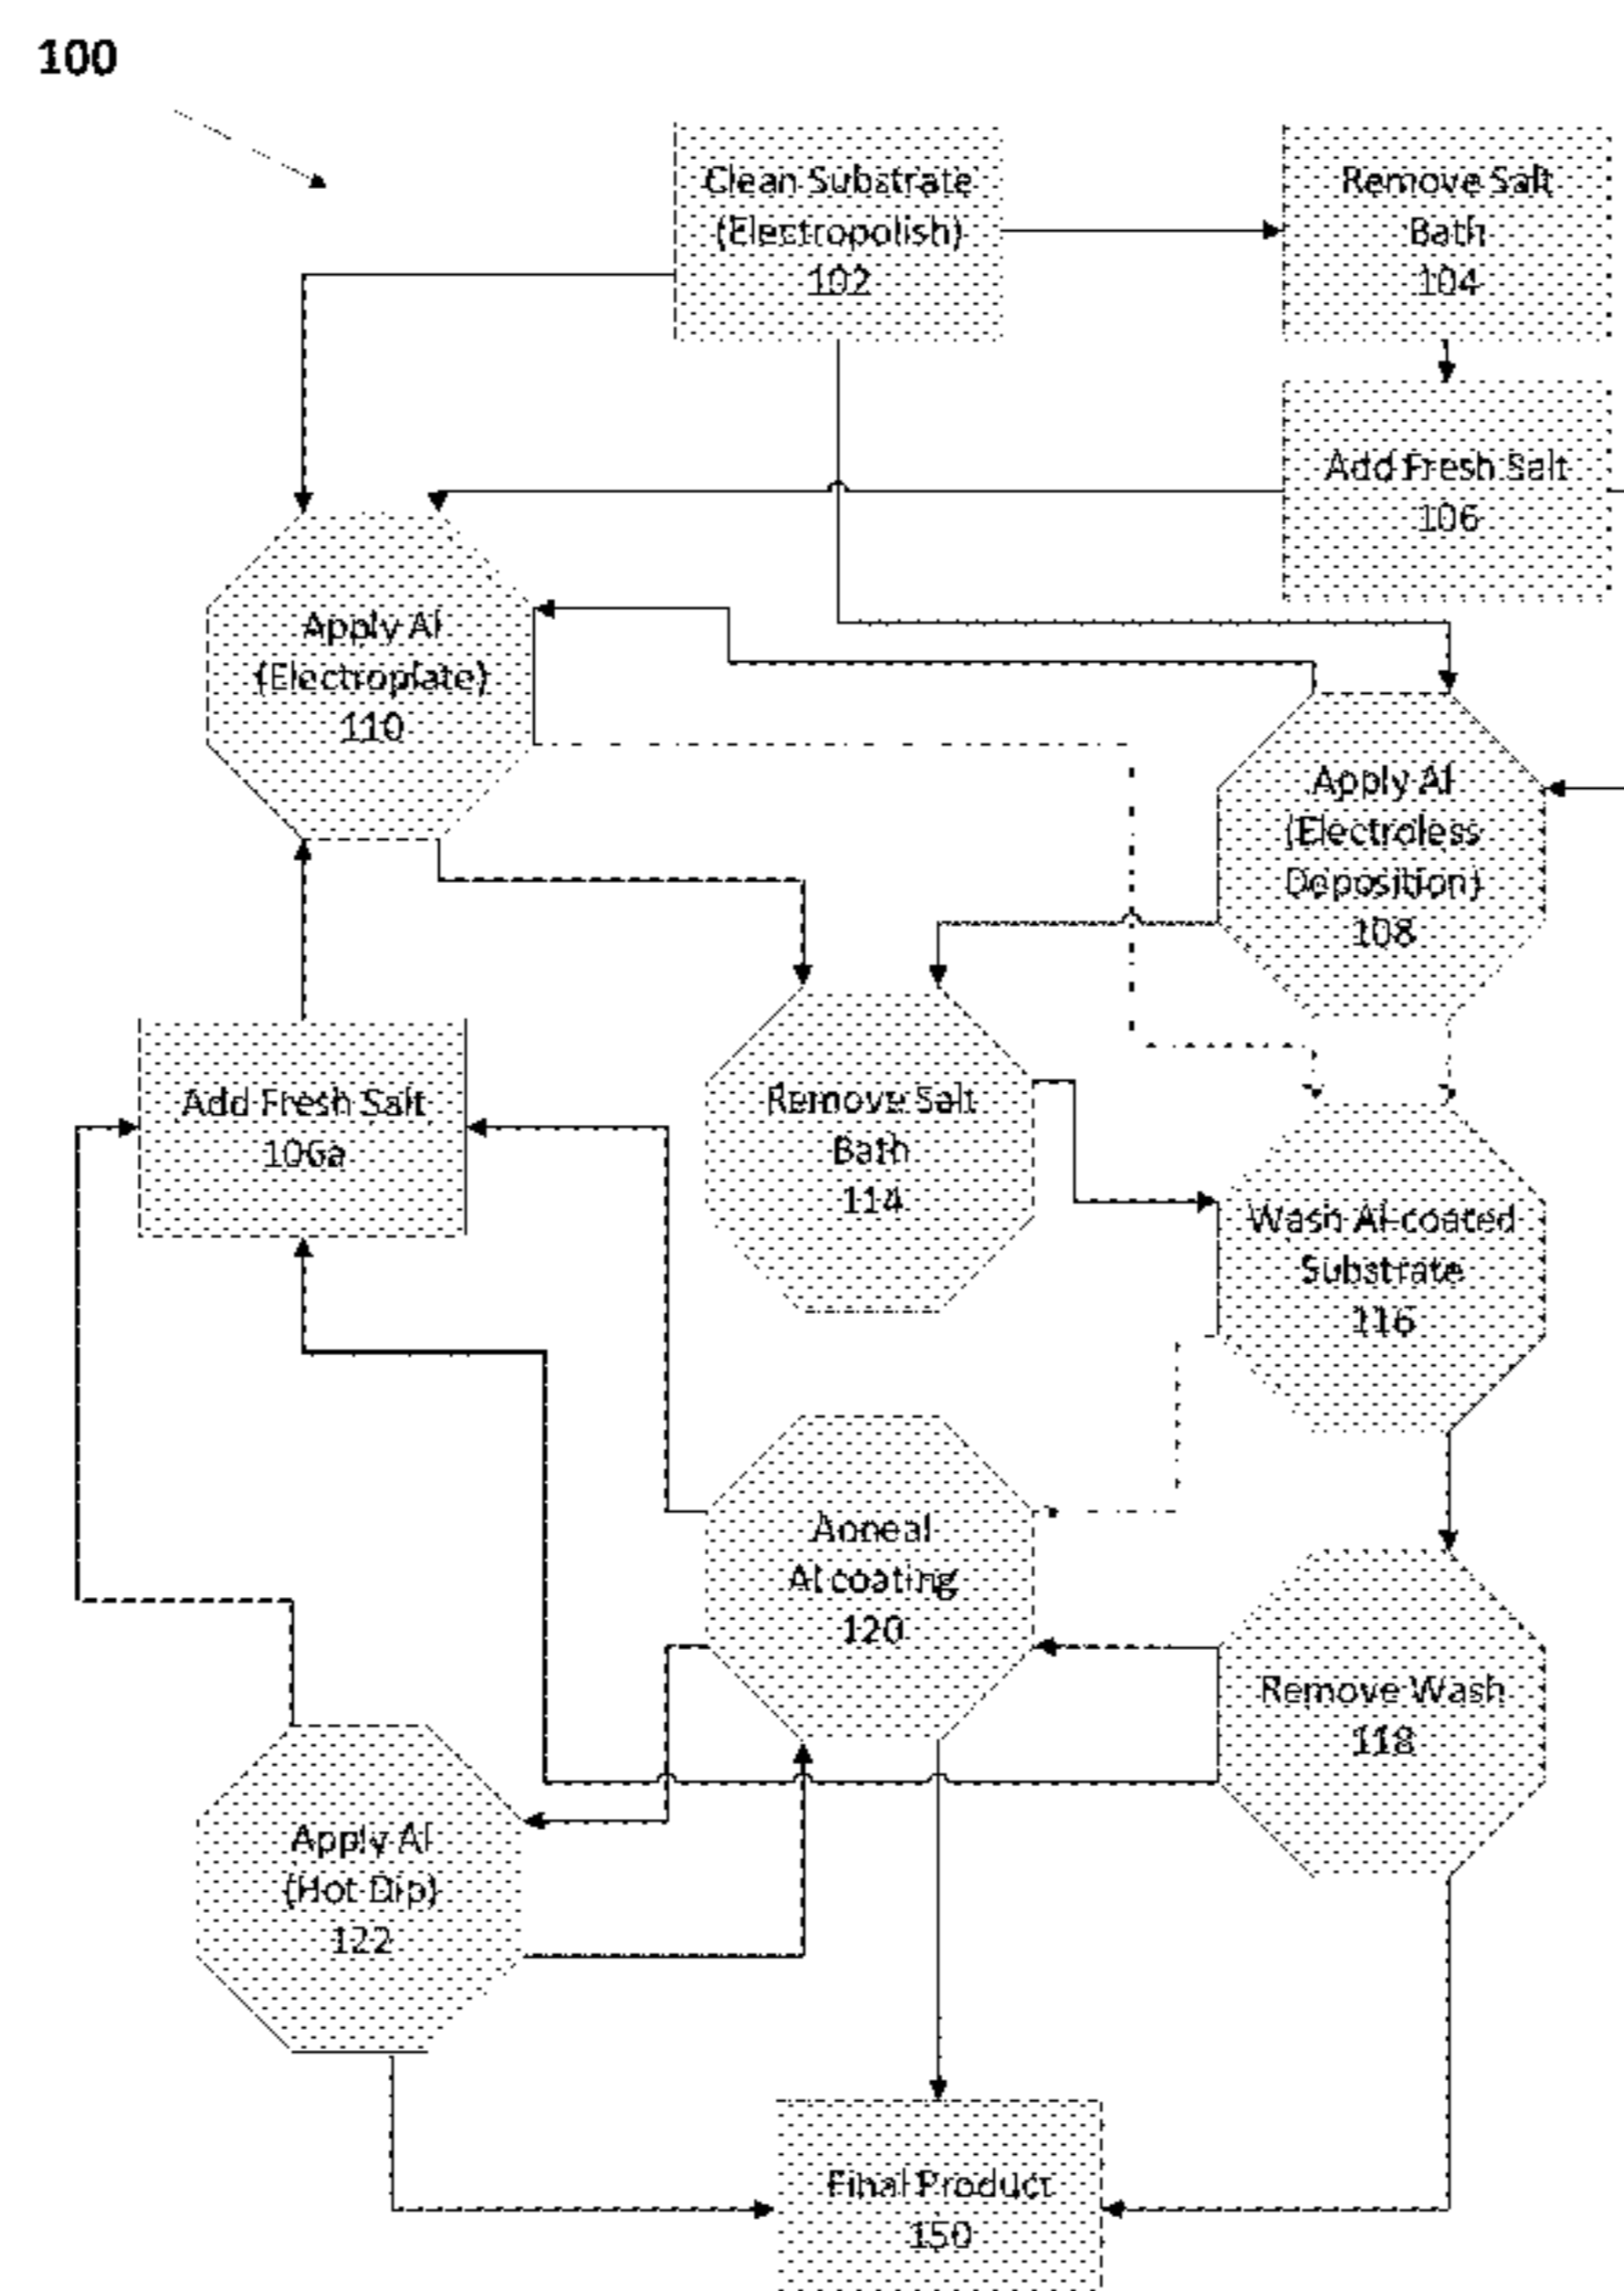 100
Clean Substrate
(Electropolish)
102
Remove Salt
Bath
104
Add Fresh Salt
106
Apply Al
(Electroplate)
110
Apply Al
(Electroless
Deposition)
108
Add Fresh Salt
106a
Remove Salt
Bath
114
Wash Al-coated
Substrate
116
Anneal
Al coating
120
Remove Wash
118
Apply Al
(Hot Dip)
122
Final Product
150